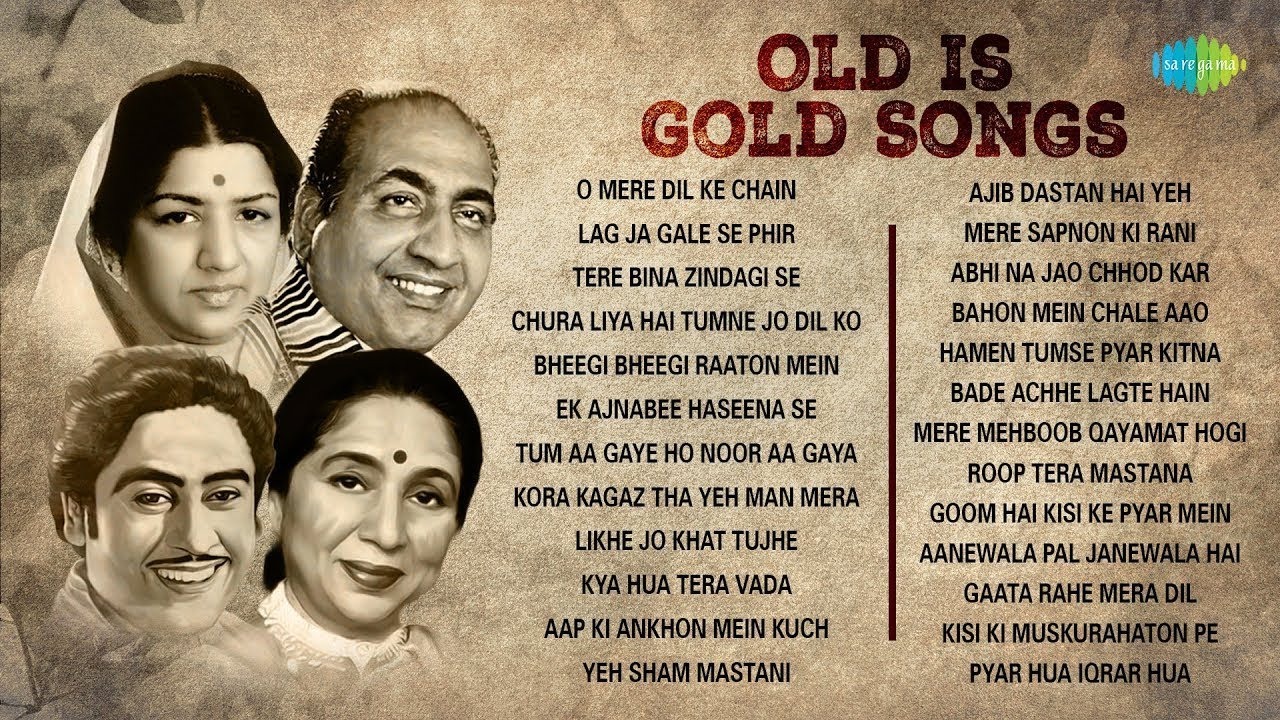 OLD IS
GOLD SONGS
sa re ga ma
O MERE DIL KE CHAIN
LAG JA GALE SE PHIR
TERE BINA ZINDAGI SE
CHURA LIYA HAI TUMNE JO DIL KO
BHEEGI BHEEGI RAATON MEIN
EK AJNABEE HASEENA SE
TUM AA GAYE HO NOOR AA GAYA
KORA KAGAZ THA YEH MAN MERA
LIKHE JO KHAT TUJHE
KYA HUA TERA VADA
AAP KI ANKHON MEIN KUCH
YEH SHAM MASTANI
AJIB DASTAN HAI YEH
MERE SAPNON KI RANI
ABHI NA JAO CHHOD KAR
BAHON MEIN CHALE AAO
HAMEN TUMSE PYAR KITNA
BADE ACHHE LAGTE HAIN
MERE MEHBOOB QAYAMAT HOGI
ROOP TERA MASTANA
GOOM HAI KISI KE PYAR MEIN
AANEWALA PAL JANEWALA HAI
GAATA RAHE MERA DIL
KISI KI MUSKURAHATON PE
PYAR HUA IQRAR HUA